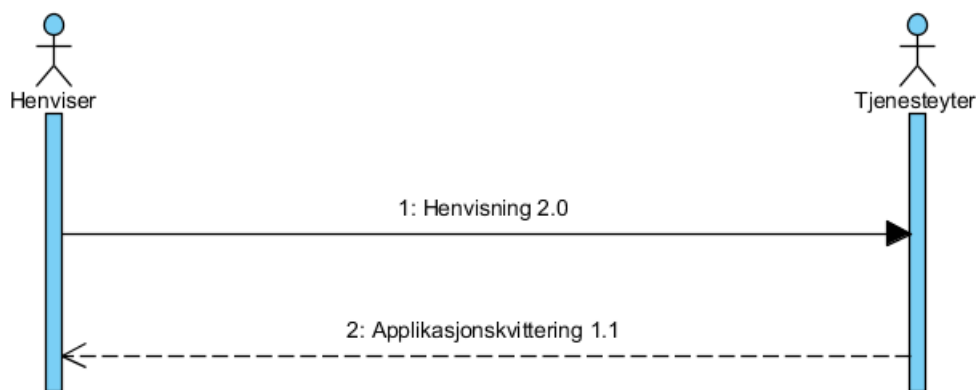 Henviser
Tjenesteyter
1: Henvisning 2.0
2: Applikasjonskvittering 1.1